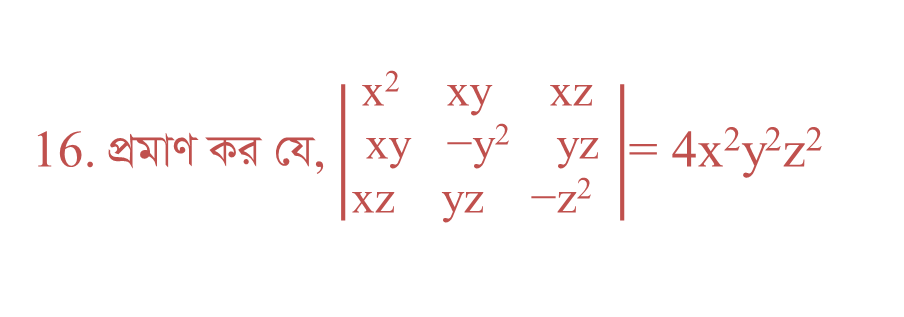 x² xy xz
16. প্রমাণ কর যে, | xy −y² yz |= 4x²y²z²
xz yz −z²